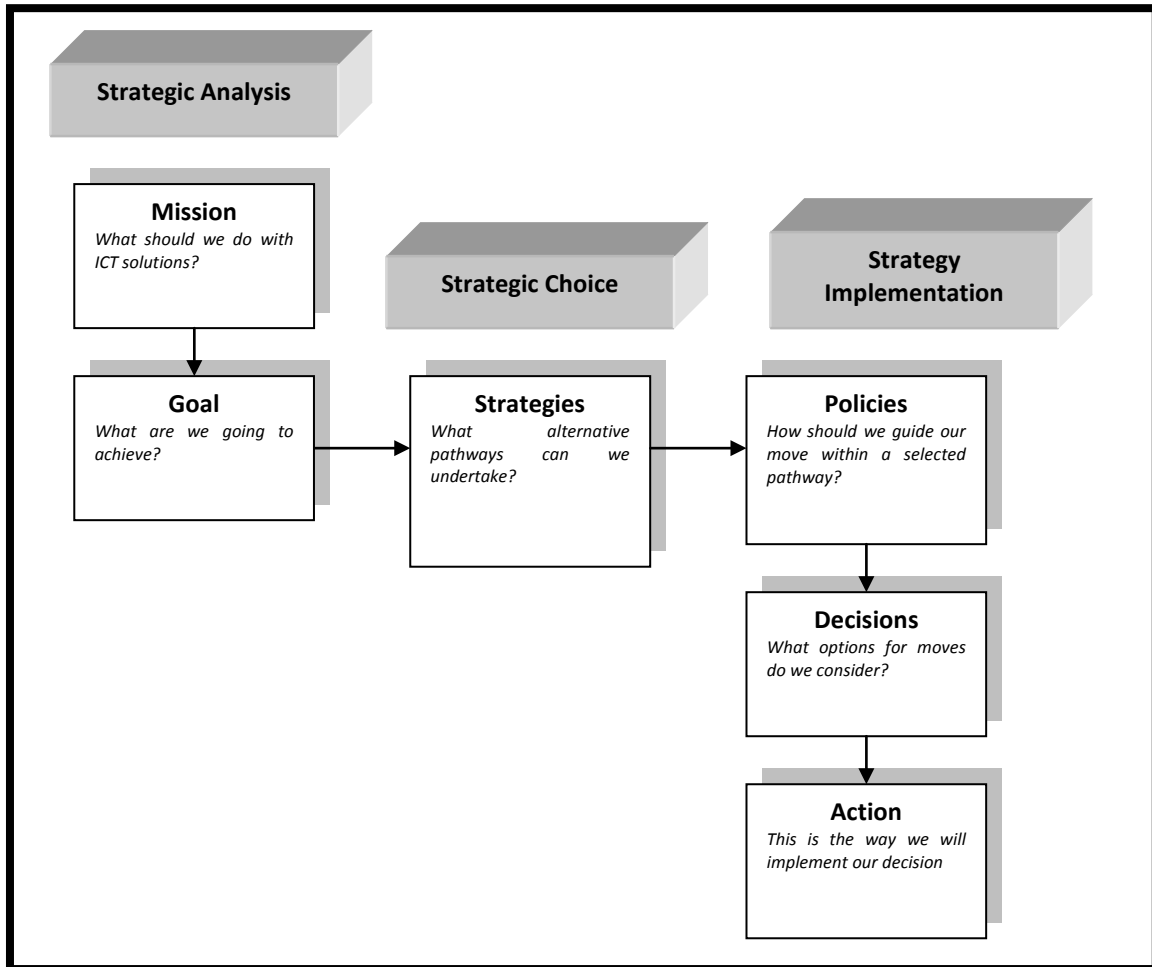 Strategic Analysis
Mission
What should we do with
ICT solutions?
Goal
What are we going to
achieve?
Strategic Choice
Strategies
What alternative
pathways can we
undertake?
Strategy
Implementation
Policies
How should we guide our
move within a selected
pathway?
Decisions
What options for moves
do we consider?
Action
This is the way we will
implement our decision